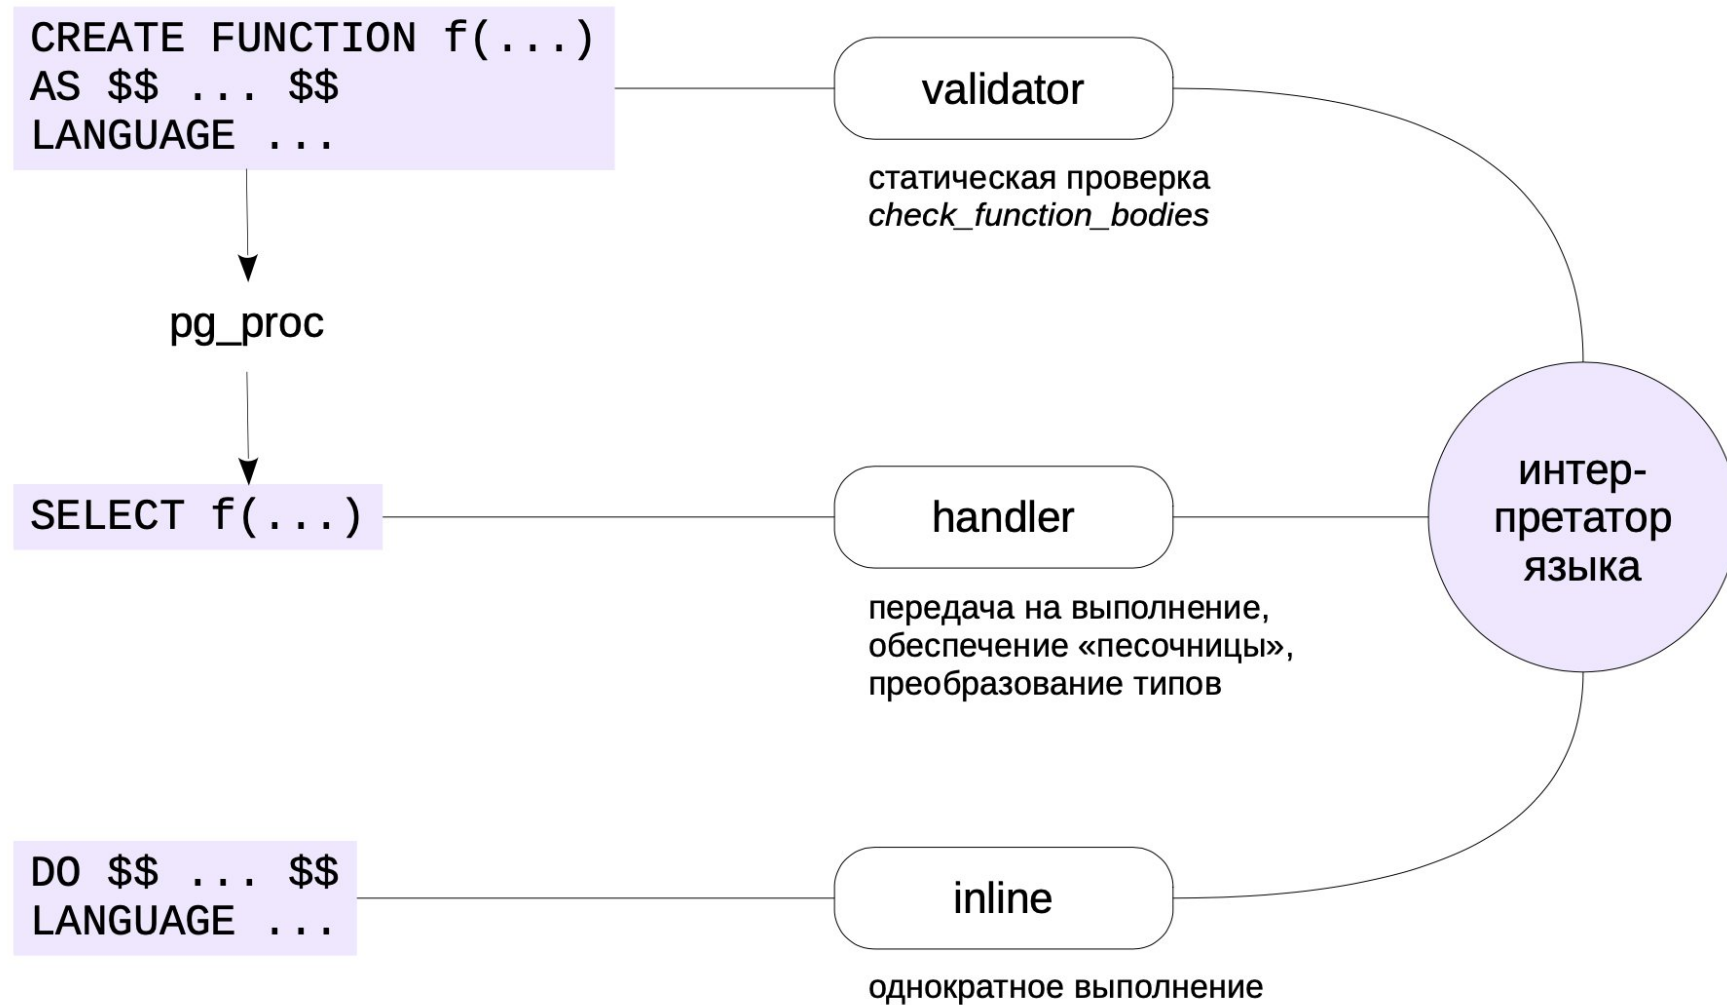 CREATE FUNCTION f(...)
AS $$ ... $$
LANGUAGE ...
validator
статическая проверка
check_function_bodies
pg_proc
SELECT f(...)
handler
передача на выполнение,
обеспечение «песочницы»,
преобразование типов
интер-
претатор
языка
DO $$ ... $$
LANGUAGE ...
inline
однократное выполнение